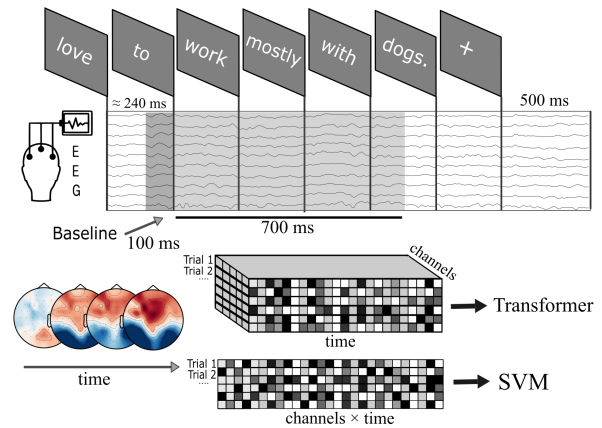 love to work mostly with dogs. +
≈ 240 ms
500 ms
E
E
G
Baseline
100 ms
700 ms
channels
Trial 1
Trial 2
....
Transformer
time
time
Trial 1
Trial 2
....
SVM
channels × time